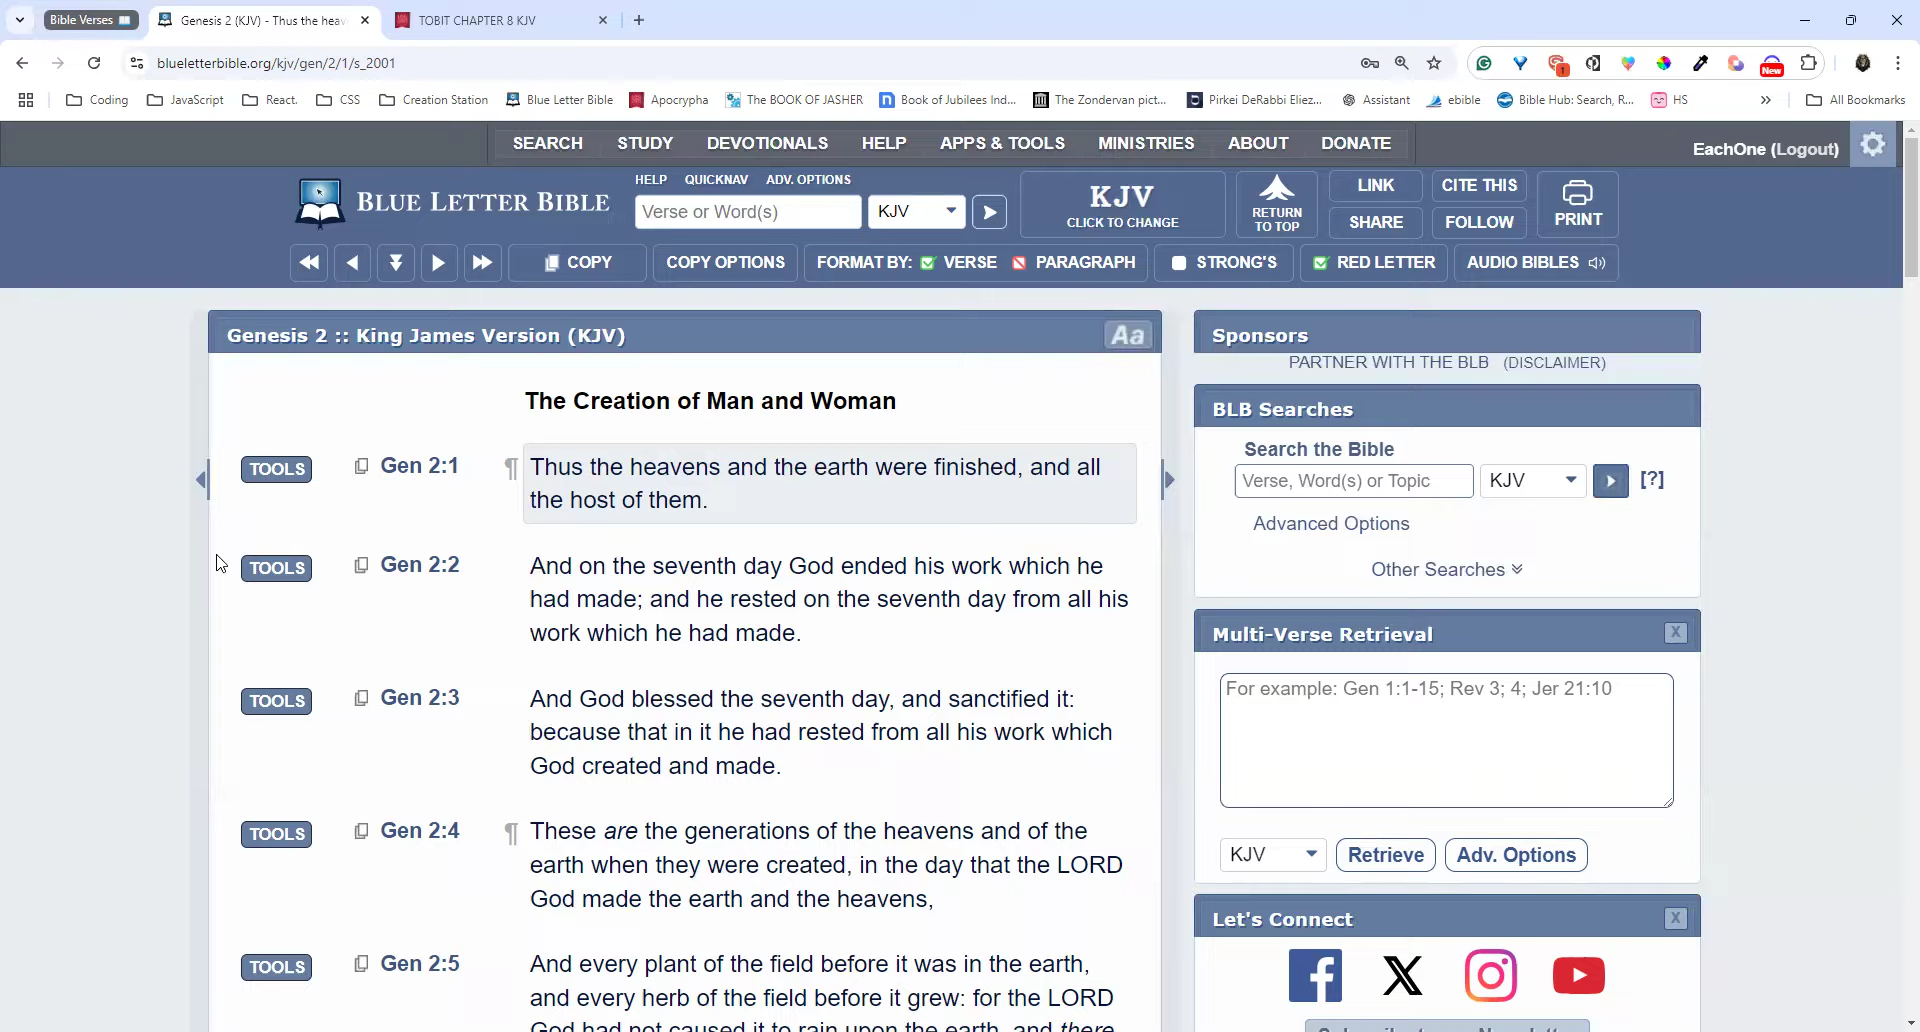 Bible Verses
Genesis 2 (KJV) - Thus the heav
TOBIT CHAPTER 8 KJV
blueletterbible.org/kjv/gen/2/1/s_2001
1
New
Coding
JavaScript
React.
CSS
Creation Station
Blue Letter Bible
Apocrypha
The BOOK OF JASHER
Book of Jubilees Ind...
The Zondervan pict...
Pirkei DeRabbi Eliez...
Assistant
ebible
Bible Hub: Search, R...
HS
»
All Bookmarks
SEARCH STUDY DEVOTIONALS HELP APPS & TOOLS MINISTRIES ABOUT DONATE
EachOne (Logout)
BLUE LETTER BIBLE
HELP QUICKNAV ADV. OPTIONS
Verse or Word(s)
KJV
KJV
CLICK TO CHANGE
RETURN
TO TOP
LINK
CITE THIS
SHARE
FOLLOW
PRINT
COPY
COPY OPTIONS
FORMAT BY: VERSE PARAGRAPH
STRONG'S
RED LETTER
AUDIO BIBLES
Genesis 2 :: King James Version (KJV)
Aa
The Creation of Man and Woman
TOOLS Gen 2:1 ¶ Thus the heavens and the earth were finished, and all
the host of them.
TOOLS Gen 2:2 And on the seventh day God ended his work which he
had made; and he rested on the seventh day from all his
work which he had made.
TOOLS Gen 2:3 And God blessed the seventh day, and sanctified it:
because that in it he had rested from all his work which
God created and made.
TOOLS Gen 2:4 ¶ These are the generations of the heavens and of the
earth when they were created, in the day that the LORD
God made the earth and the heavens,
TOOLS Gen 2:5 And every plant of the field before it was in the earth,
and every herb of the field before it grew: for the LORD
God had not caused it to rain upon the earth, and there
Sponsors
PARTNER WITH THE BLB (DISCLAIMER)
BLB Searches
Search the Bible
Verse, Word(s) or Topic
KJV
[?]
Advanced Options
Other Searches
Multi-Verse Retrieval
X
For example: Gen 1:1-15; Rev 3; 4; Jer 21:10
KJV
Retrieve
Adv. Options
Let's Connect
X